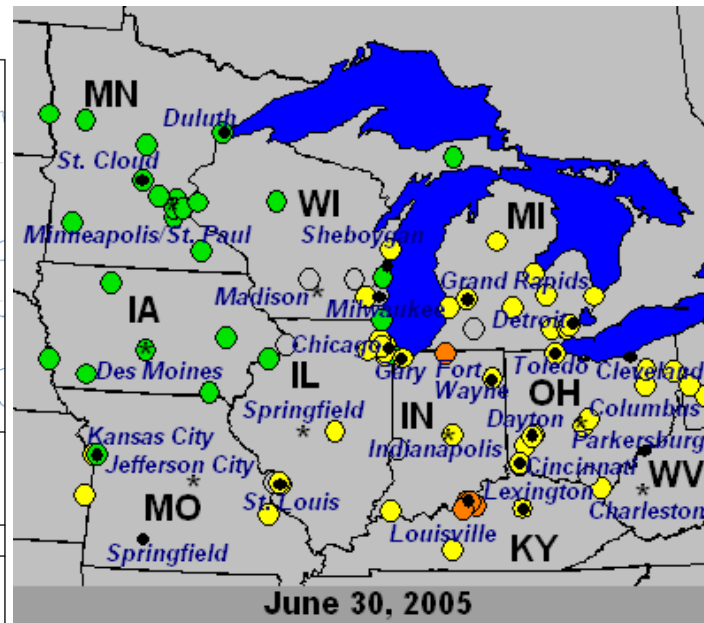 MN
Duluth
St. Cloud
WI
MI
Minneapolis/St. Paul
Sheboygan
Grand Rapids
Madison*
Milwaukee
IA
Detroit
Chicago
Des Moines
Gary
Fort Wayne
Toledo
Cleveland
IL
OH
Springfield
*
IN
Dayton
Columbus
Kansas City
Indianapolis
Parkersburg
Jefferson City
*
Cincinnati
WV
St. Louis
Lexington
*
MO
Louisville
Charleston
Springfield
KY
June 30, 2005